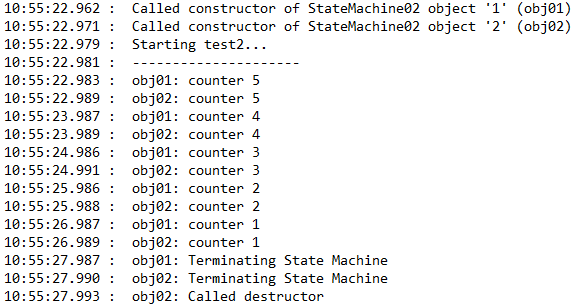 10:55:22.962 :  Called constructor of StateMachine02 object '1' (obj01)
10:55:22.971 :  Called constructor of StateMachine02 object '2' (obj02)
10:55:22.979 :  Starting test2...
10:55:22.981 :  ---------------------
10:55:22.983 :  obj01: counter 5
10:55:22.989 :  obj02: counter 5
10:55:23.987 :  obj01: counter 4
10:55:23.989 :  obj02: counter 4
10:55:24.986 :  obj01: counter 3
10:55:24.991 :  obj02: counter 3
10:55:25.986 :  obj01: counter 2
10:55:25.988 :  obj02: counter 2
10:55:26.987 :  obj01: counter 1
10:55:26.989 :  obj02: counter 1
10:55:27.987 :  obj01: Terminating State Machine
10:55:27.990 :  obj02: Terminating State Machine
10:55:27.993 :  obj02: Called destructor